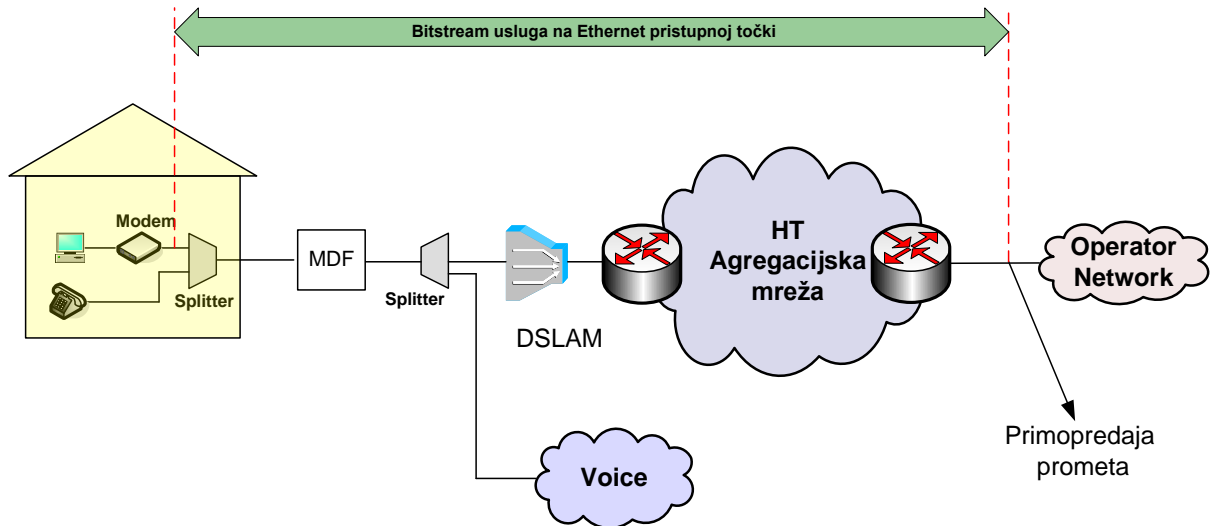 Bitstream usluga na Ethernet pristupnoj točki
Modem
Splitter
MDF
Splitter
DSLAM
HT
Agregacijska
mreža
Operator
Network
Voice
Primopredaja
prometa